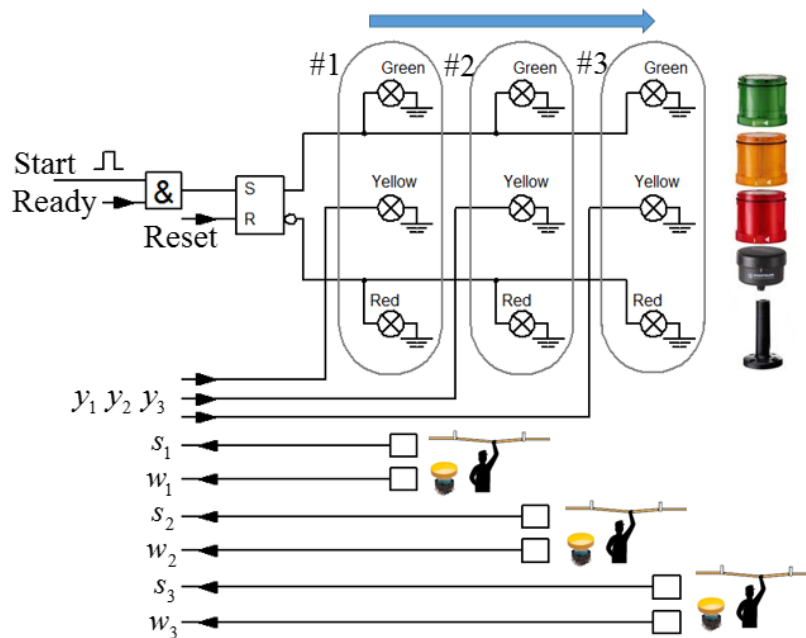 #1 #2 #3
Green Green Green
Start
Ready
&
S
R
Reset
Yellow Yellow Yellow
Red Red Red
y₁ y₂ y₃
s₁
w₁
s₂
w₂
s₃
w₃